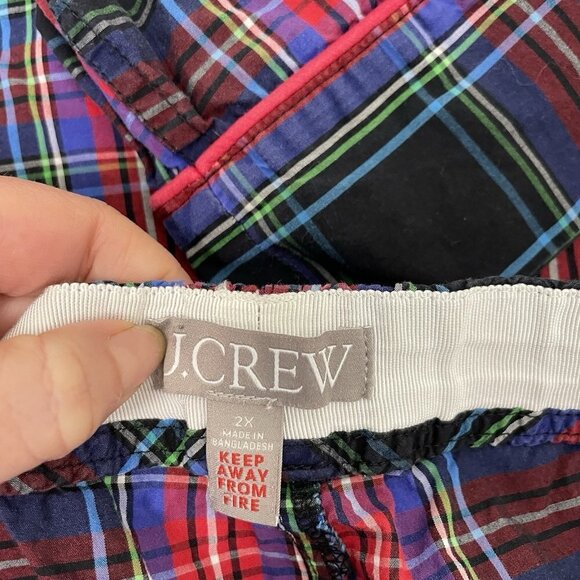 J.CREW
2X
MADE IN
BANGLADESH
KEEP
AWAY
FROM
FIRE